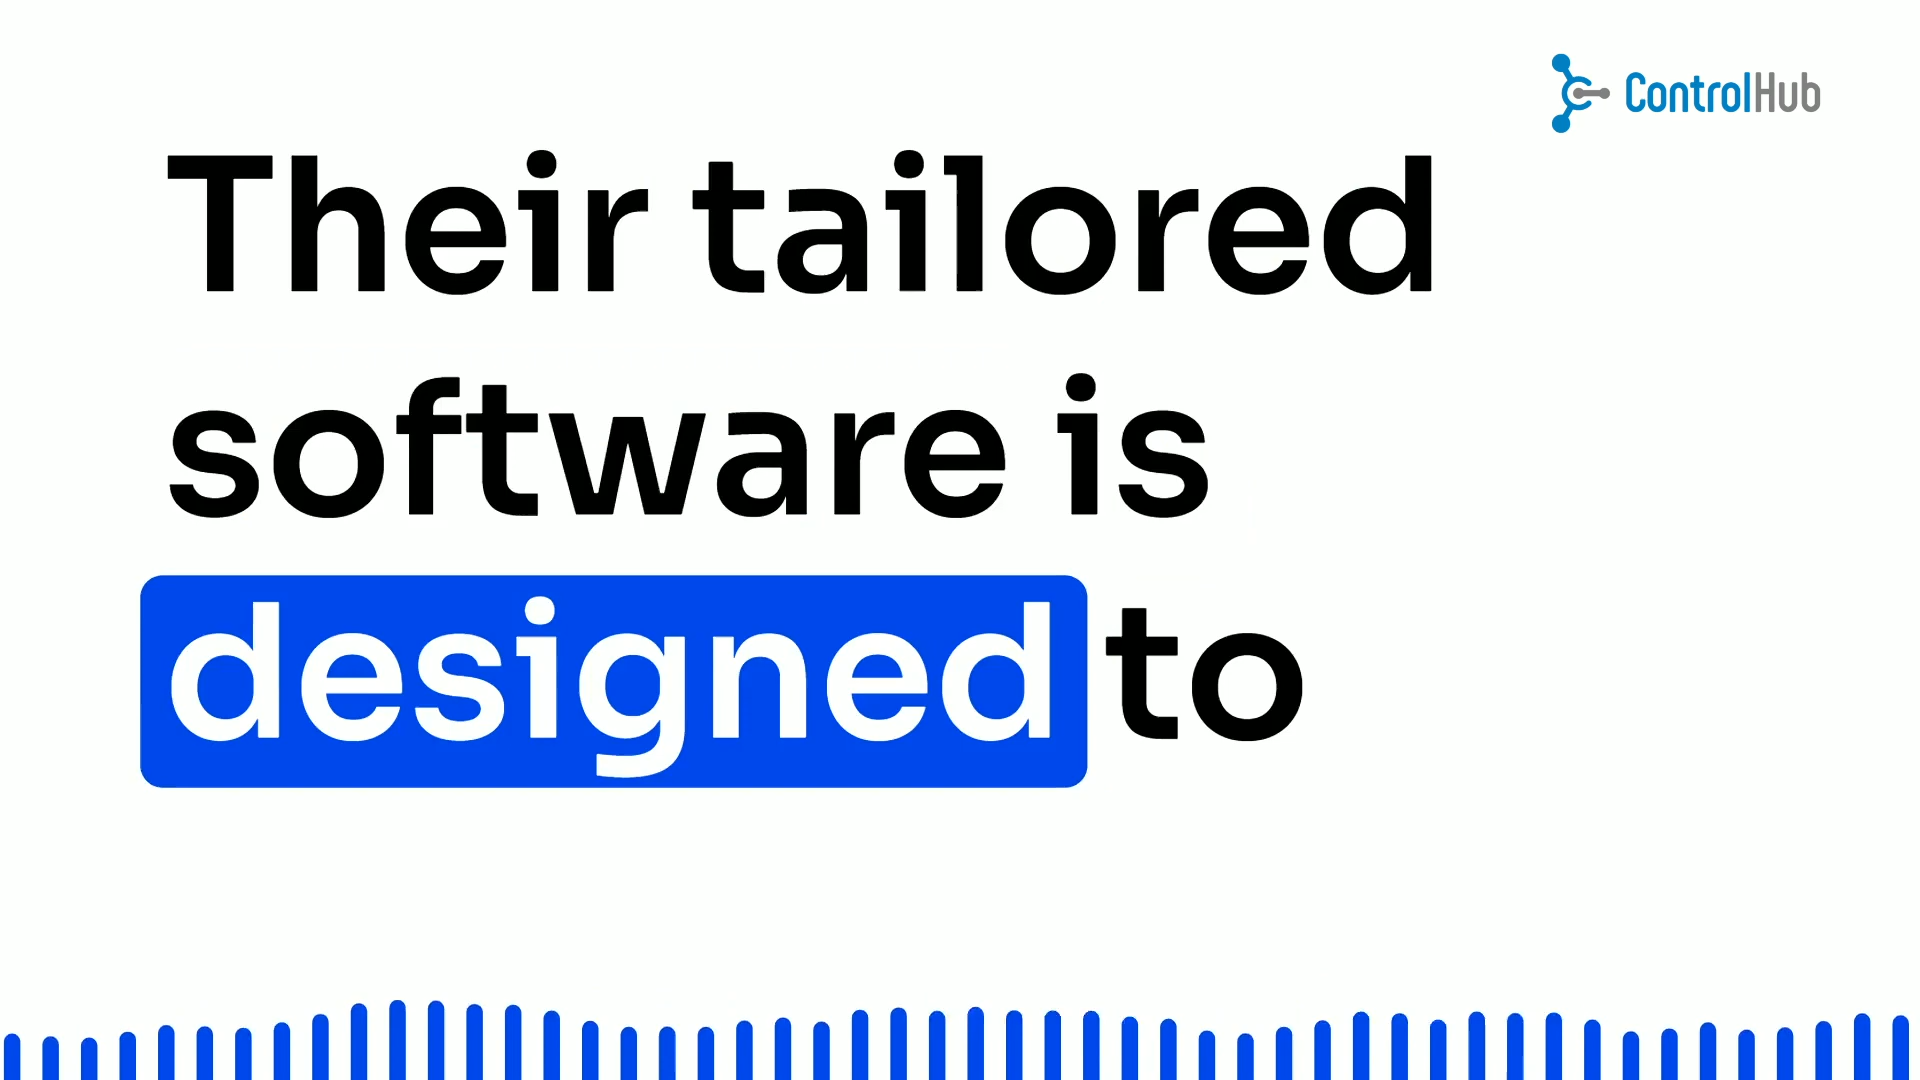 ControlHub
Their tailored
software is
designed to